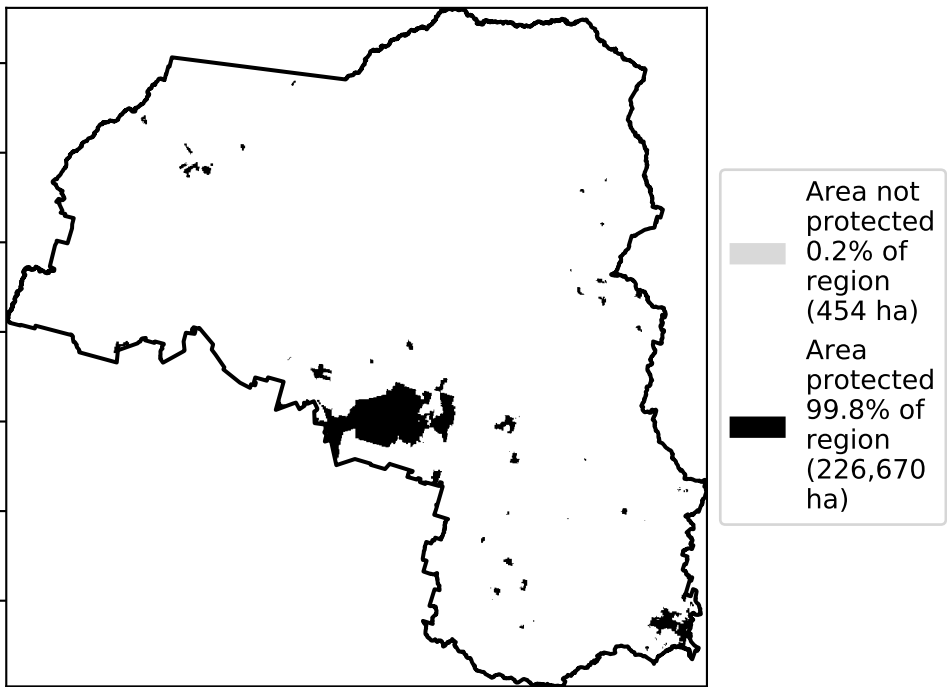 Area not
protected
0.2% of
region
(454 ha)
Area
protected
99.8% of
region
(226,670
ha)